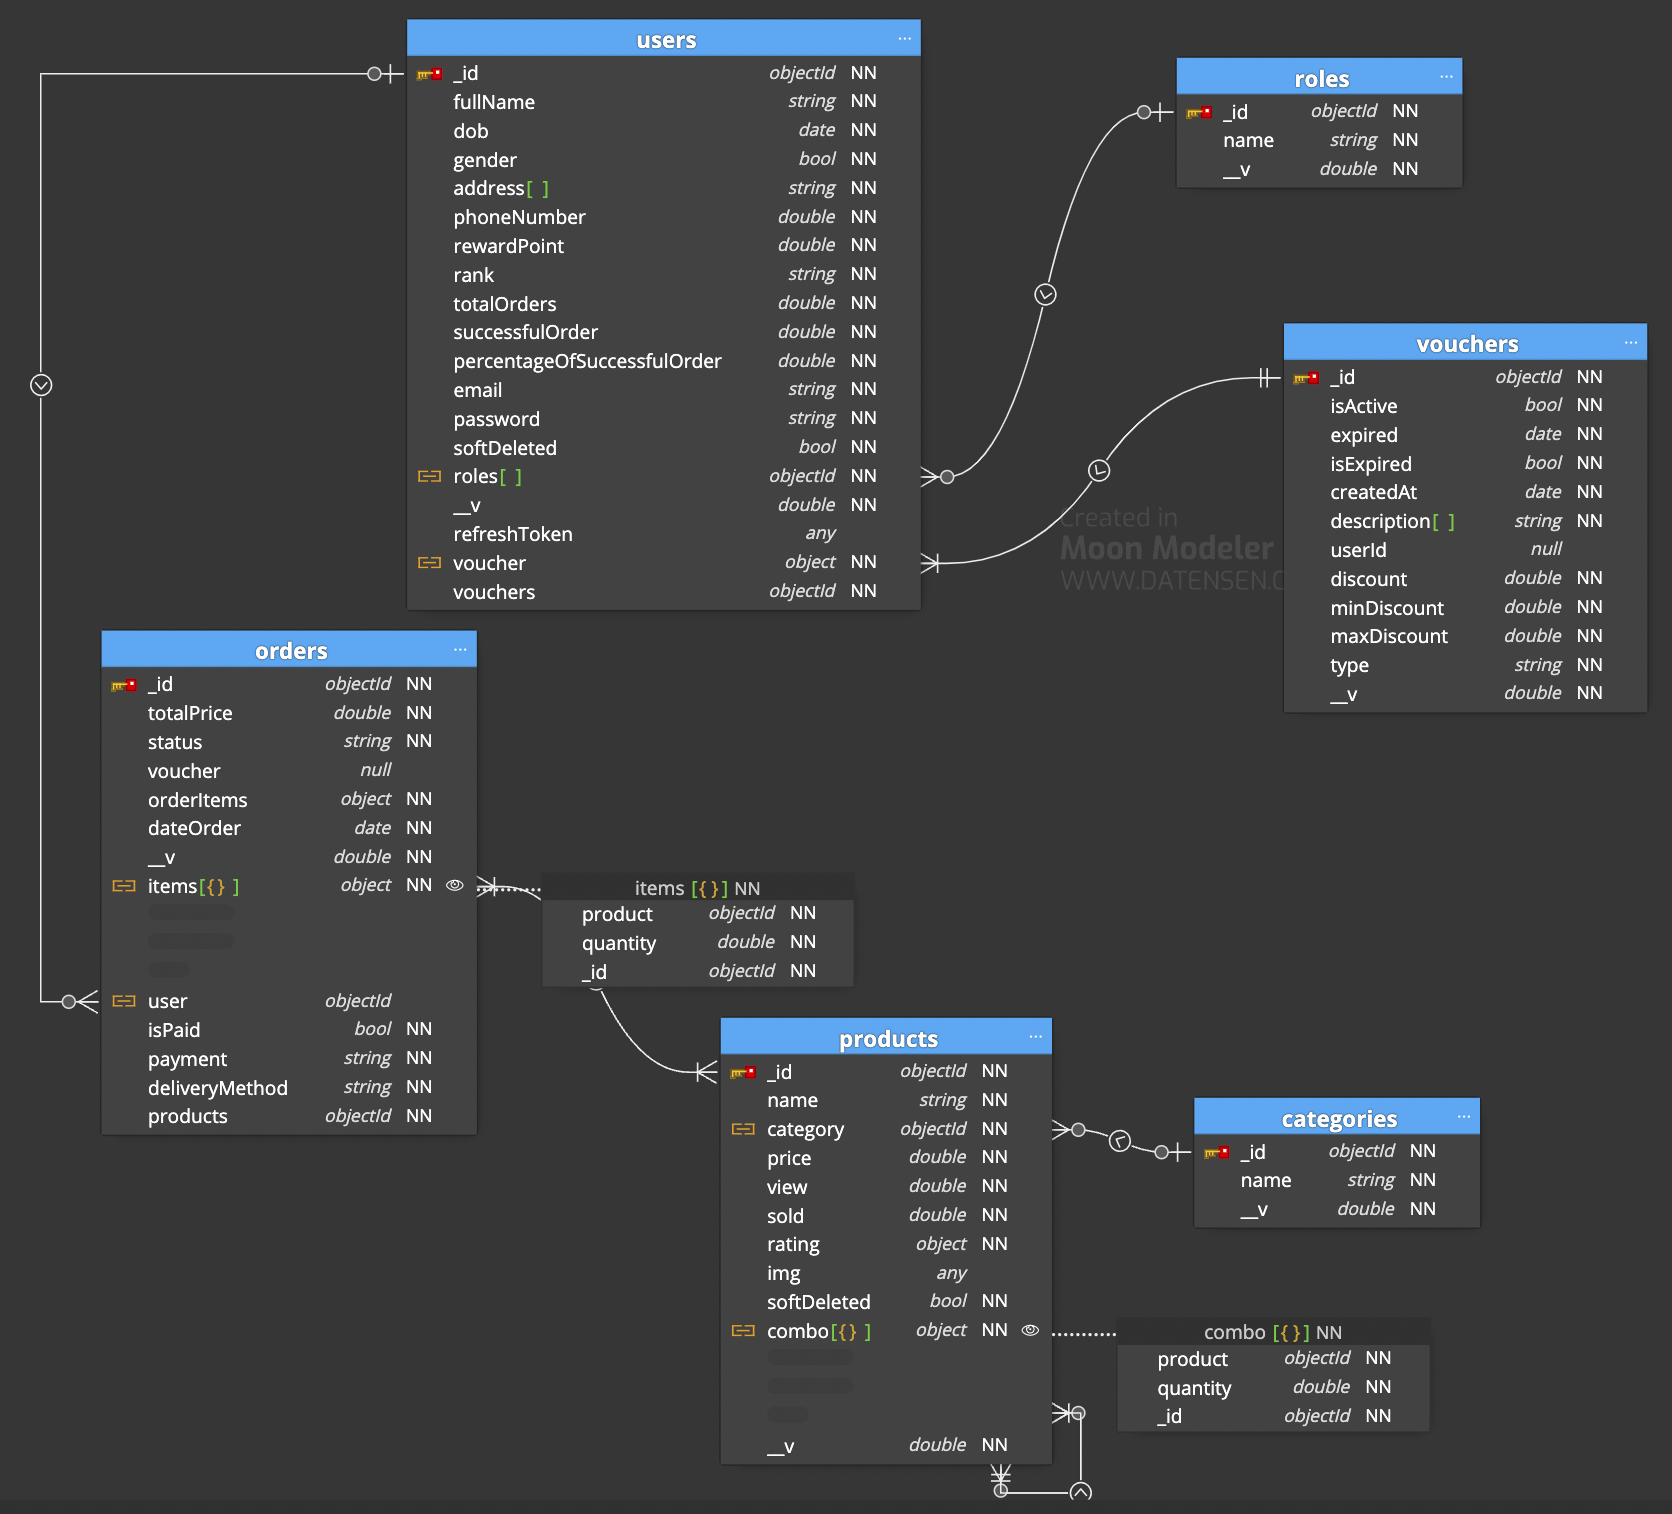 users ...
_id objectId NN
fullName string NN
dob date NN
gender bool NN
address[ ] string NN
phoneNumber double NN
rewardPoint double NN
rank string NN
totalOrders double NN
successfulOrder double NN
percentageOfSuccessfulOrder double NN
email string NN
password string NN
softDeleted bool NN
roles[ ] objectId NN
__v double NN
refreshToken any
voucher object NN
vouchers objectId NN
roles ...
_id objectId NN
name string NN
__v double NN
vouchers ...
_id objectId NN
isActive bool NN
expired date NN
isExpired bool NN
createdAt date NN
description[ ] string NN
userId null
discount double NN
minDiscount double NN
maxDiscount double NN
type string NN
__v double NN
Created in
Moon Modeler
WWW.DATENSEN.C
orders ...
_id objectId NN
totalPrice double NN
status string NN
voucher null
orderItems object NN
dateOrder date NN
__v double NN
items[{} ] object NN
user objectId
isPaid bool NN
payment string NN
deliveryMethod string NN
products objectId NN
items [{}] NN
product objectId NN
quantity double NN
_id objectId NN
products ...
_id objectId NN
name string NN
category objectId NN
price double NN
view double NN
sold double NN
rating object NN
img any
softDeleted bool NN
combo[{} ] object NN
__v double NN
categories ...
_id objectId NN
name string NN
__v double NN
combo [{}] NN
product objectId NN
quantity double NN
_id objectId NN